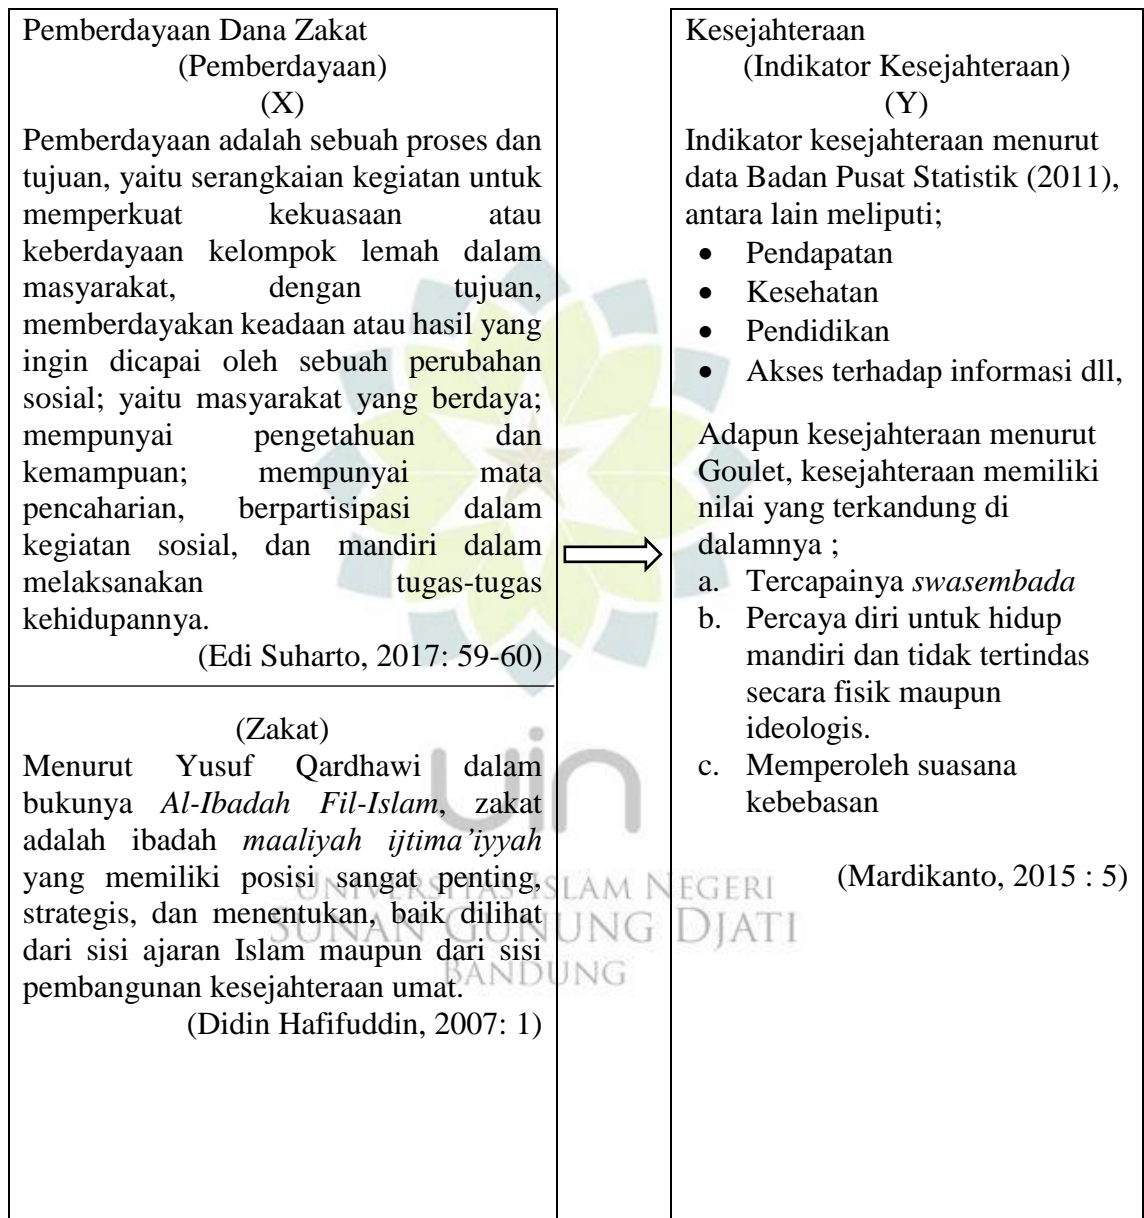 Pemberdayaan Dana Zakat
(Pemberdayaan)
(X)
Pemberdayaan adalah sebuah proses dan
tujuan, yaitu serangkaian kegiatan untuk
memperkuat kekuasaan atau
keberdayaan kelompok lemah dalam
masyarakat, dengan tujuan,
memberdayakan keadaan atau hasil yang
ingin dicapai oleh sebuah perubahan
sosial; yaitu masyarakat yang berdaya;
mempunyai pengetahuan dan
kemampuan; mempunyai mata
pencaharian, berpartisipasi dalam
kegiatan sosial, dan mandiri dalam
melaksanakan tugas-tugas
kehidupannya.
(Edi Suharto, 2017: 59-60)
(Zakat)
Menurut Yusuf Qardhawi dalam
bukunya Al-Ibadah Fil-Islam, zakat
adalah ibadah maaliyah ijtima’iyyah
yang memiliki posisi sangat penting,
strategis, dan menentukan, baik dilihat
dari sisi ajaran Islam maupun dari sisi
pembangunan kesejahteraan umat.
(Didin Hafifuddin, 2007: 1)
Kesejahteraan
(Indikator Kesejahteraan)
(Y)
Indikator kesejahteraan menurut
data Badan Pusat Statistik (2011),
antara lain meliputi;
• Pendapatan
• Kesehatan
• Pendidikan
• Akses terhadap informasi dll,
Adapun kesejahteraan menurut
Goulet, kesejahteraan memiliki
nilai yang terkandung di
dalamnya ;
a. Tercapainya swasembada
b. Percaya diri untuk hidup
mandiri dan tidak tertindas
secara fisik maupun
ideologis.
c. Memperoleh suasana
kebebasan
(Mardikanto, 2015 : 5)
uin
UNIVERSITAS ISLAM NEGERI
SUNAN GUNUNG DJATI
BANDUNG